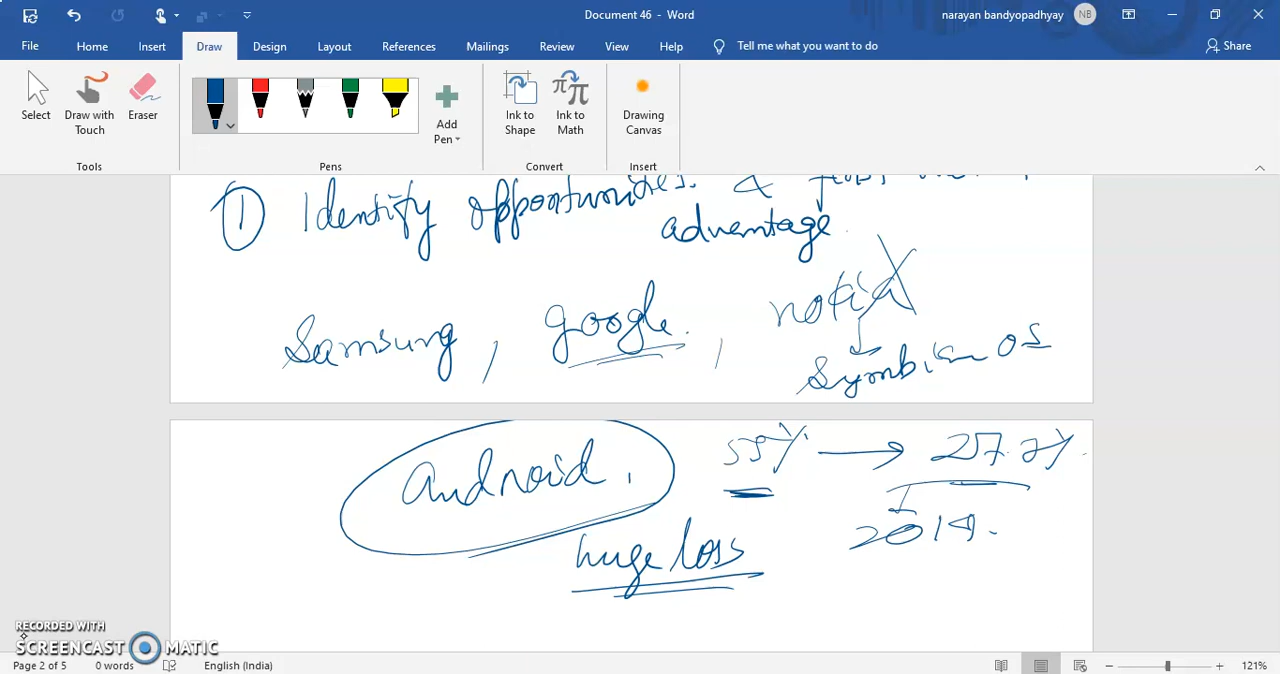 Document 46 - Word
narayan bandyopadhyay NB
File Home Insert Draw Design Layout References Mailings Review View Help Tell me what you want to do Share
Select
Draw with Touch
Eraser
Add Pen
Ink to Shape
Ink to Math
Drawing Canvas
Tools Pens Convert Insert
① Identify opportunities &
advantage
Samsung, google,
Symbian OS
android. 55% → 27.2%
2014.
huge loss
RECORDED WITH
SCREENCAST MATIC
Page 2 of 5 0 words English (India) 121%